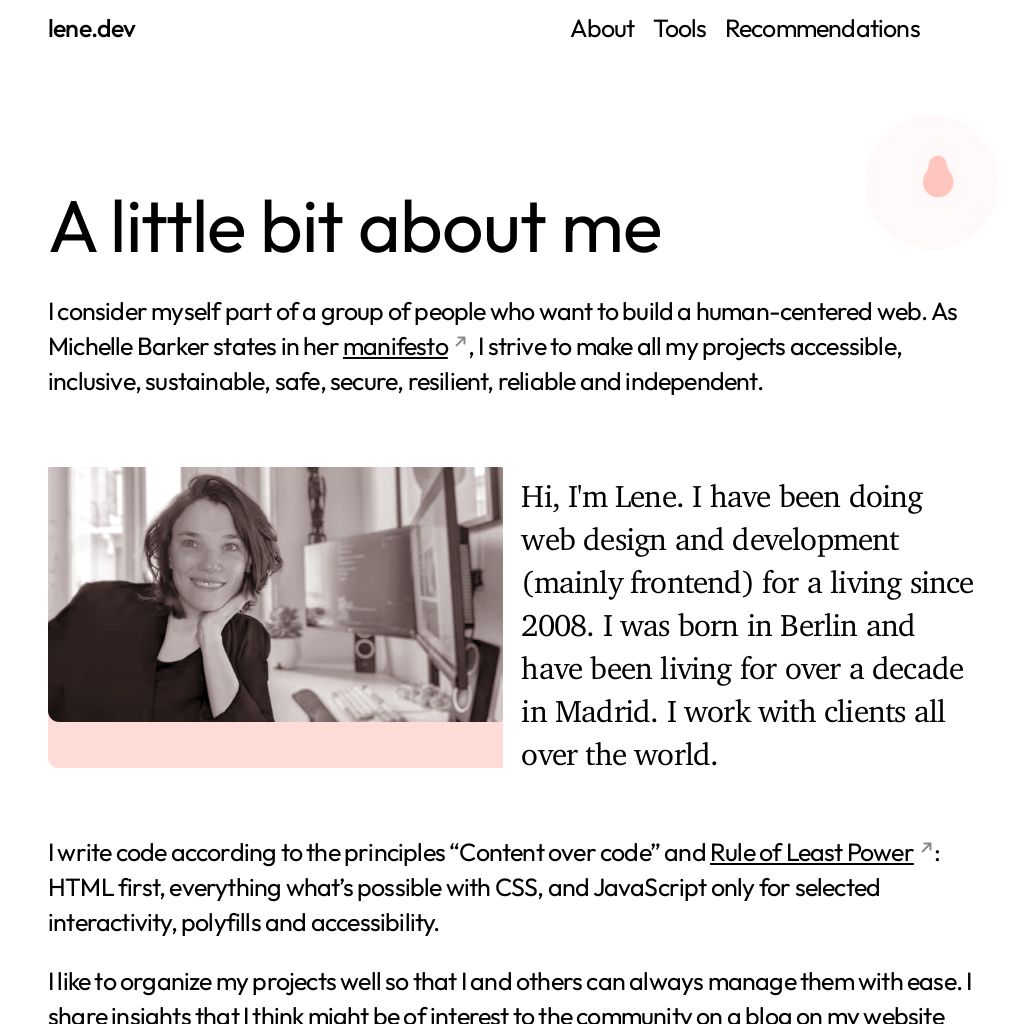 lene.dev
About Tools Recommendations
A little bit about me
I consider myself part of a group of people who want to build a human-centered web. As
Michelle Barker states in her manifesto ↗, I strive to make all my projects accessible,
inclusive, sustainable, safe, secure, resilient, reliable and independent.
Hi, I'm Lene. I have been doing
web design and development
(mainly frontend) for a living since
2008. I was born in Berlin and
have been living for over a decade
in Madrid. I work with clients all
over the world.
I write code according to the principles “Content over code” and Rule of Least Power ↗:
HTML first, everything what’s possible with CSS, and JavaScript only for selected
interactivity, polyfills and accessibility.
I like to organize my projects well so that I and others can always manage them with ease. I
share insights that I think might be of interest to the community on a blog on my website